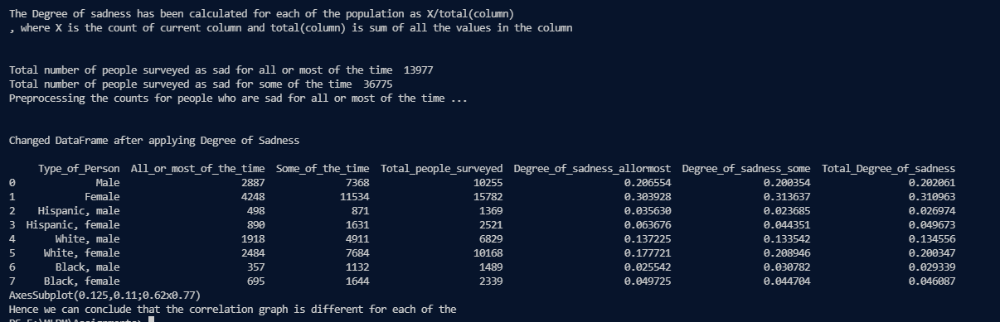 The Degree of sadness has been calculated for each of the population as X/total(column)
, where X is the count of current column and total(column) is sum of all the values in the column
Total number of people surveyed as sad for all or most of the time  13977
Total number of people surveyed as sad for some of the time  36775
Preprocessing the counts for people who are sad for all or most of the time ...
Changed DataFrame after applying Degree of Sadness
Type_of_Person  All_or_most_of_the_time  Some_of_the_time  Total_people_surveyed  Degree_of_sadness_allormost  Degree_of_sadness_some  Total_Degree_of_sadness
0  Male  2887  7368  10255  0.206554  0.200354  0.202061
1  Female  4248  11534  15782  0.303928  0.313637  0.310963
2  Hispanic, male  498  871  1369  0.035630  0.023685  0.026974
3  Hispanic, female  890  1631  2521  0.063676  0.044351  0.049673
4  White, male  1918  4911  6829  0.137225  0.133542  0.134556
5  White, female  2484  7684  10168  0.177721  0.208946  0.200347
6  Black, male  357  1132  1489  0.025542  0.030782  0.029339
7  Black, female  695  1644  2339  0.049725  0.044704  0.046087
AxesSubplot(0.125,0.11;0.62x0.77)
Hence we can conclude that the correlation graph is different for each of the
PS E:\MLDM\Assignments>